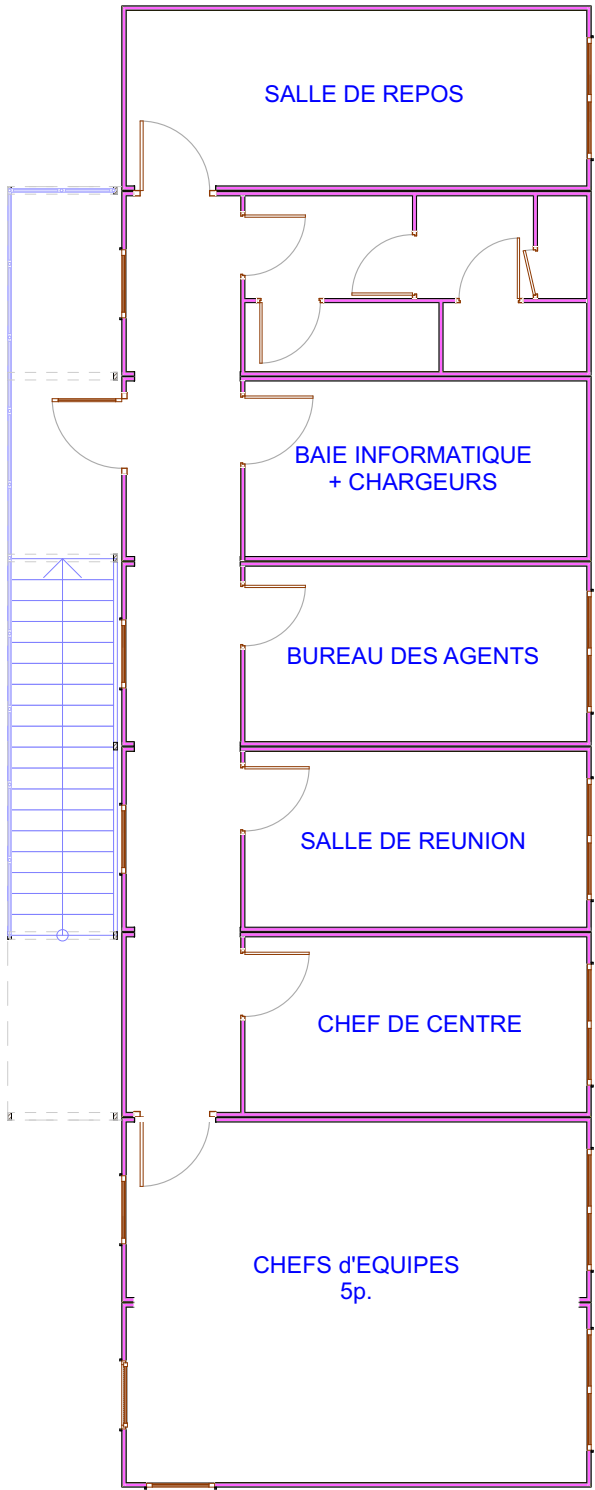 SALLE DE REPOS
BAIE INFORMATIQUE
+ CHARGEURS
BUREAU DES AGENTS
SALLE DE REUNION
CHEF DE CENTRE
CHEFS d'EQUIPES
5p.